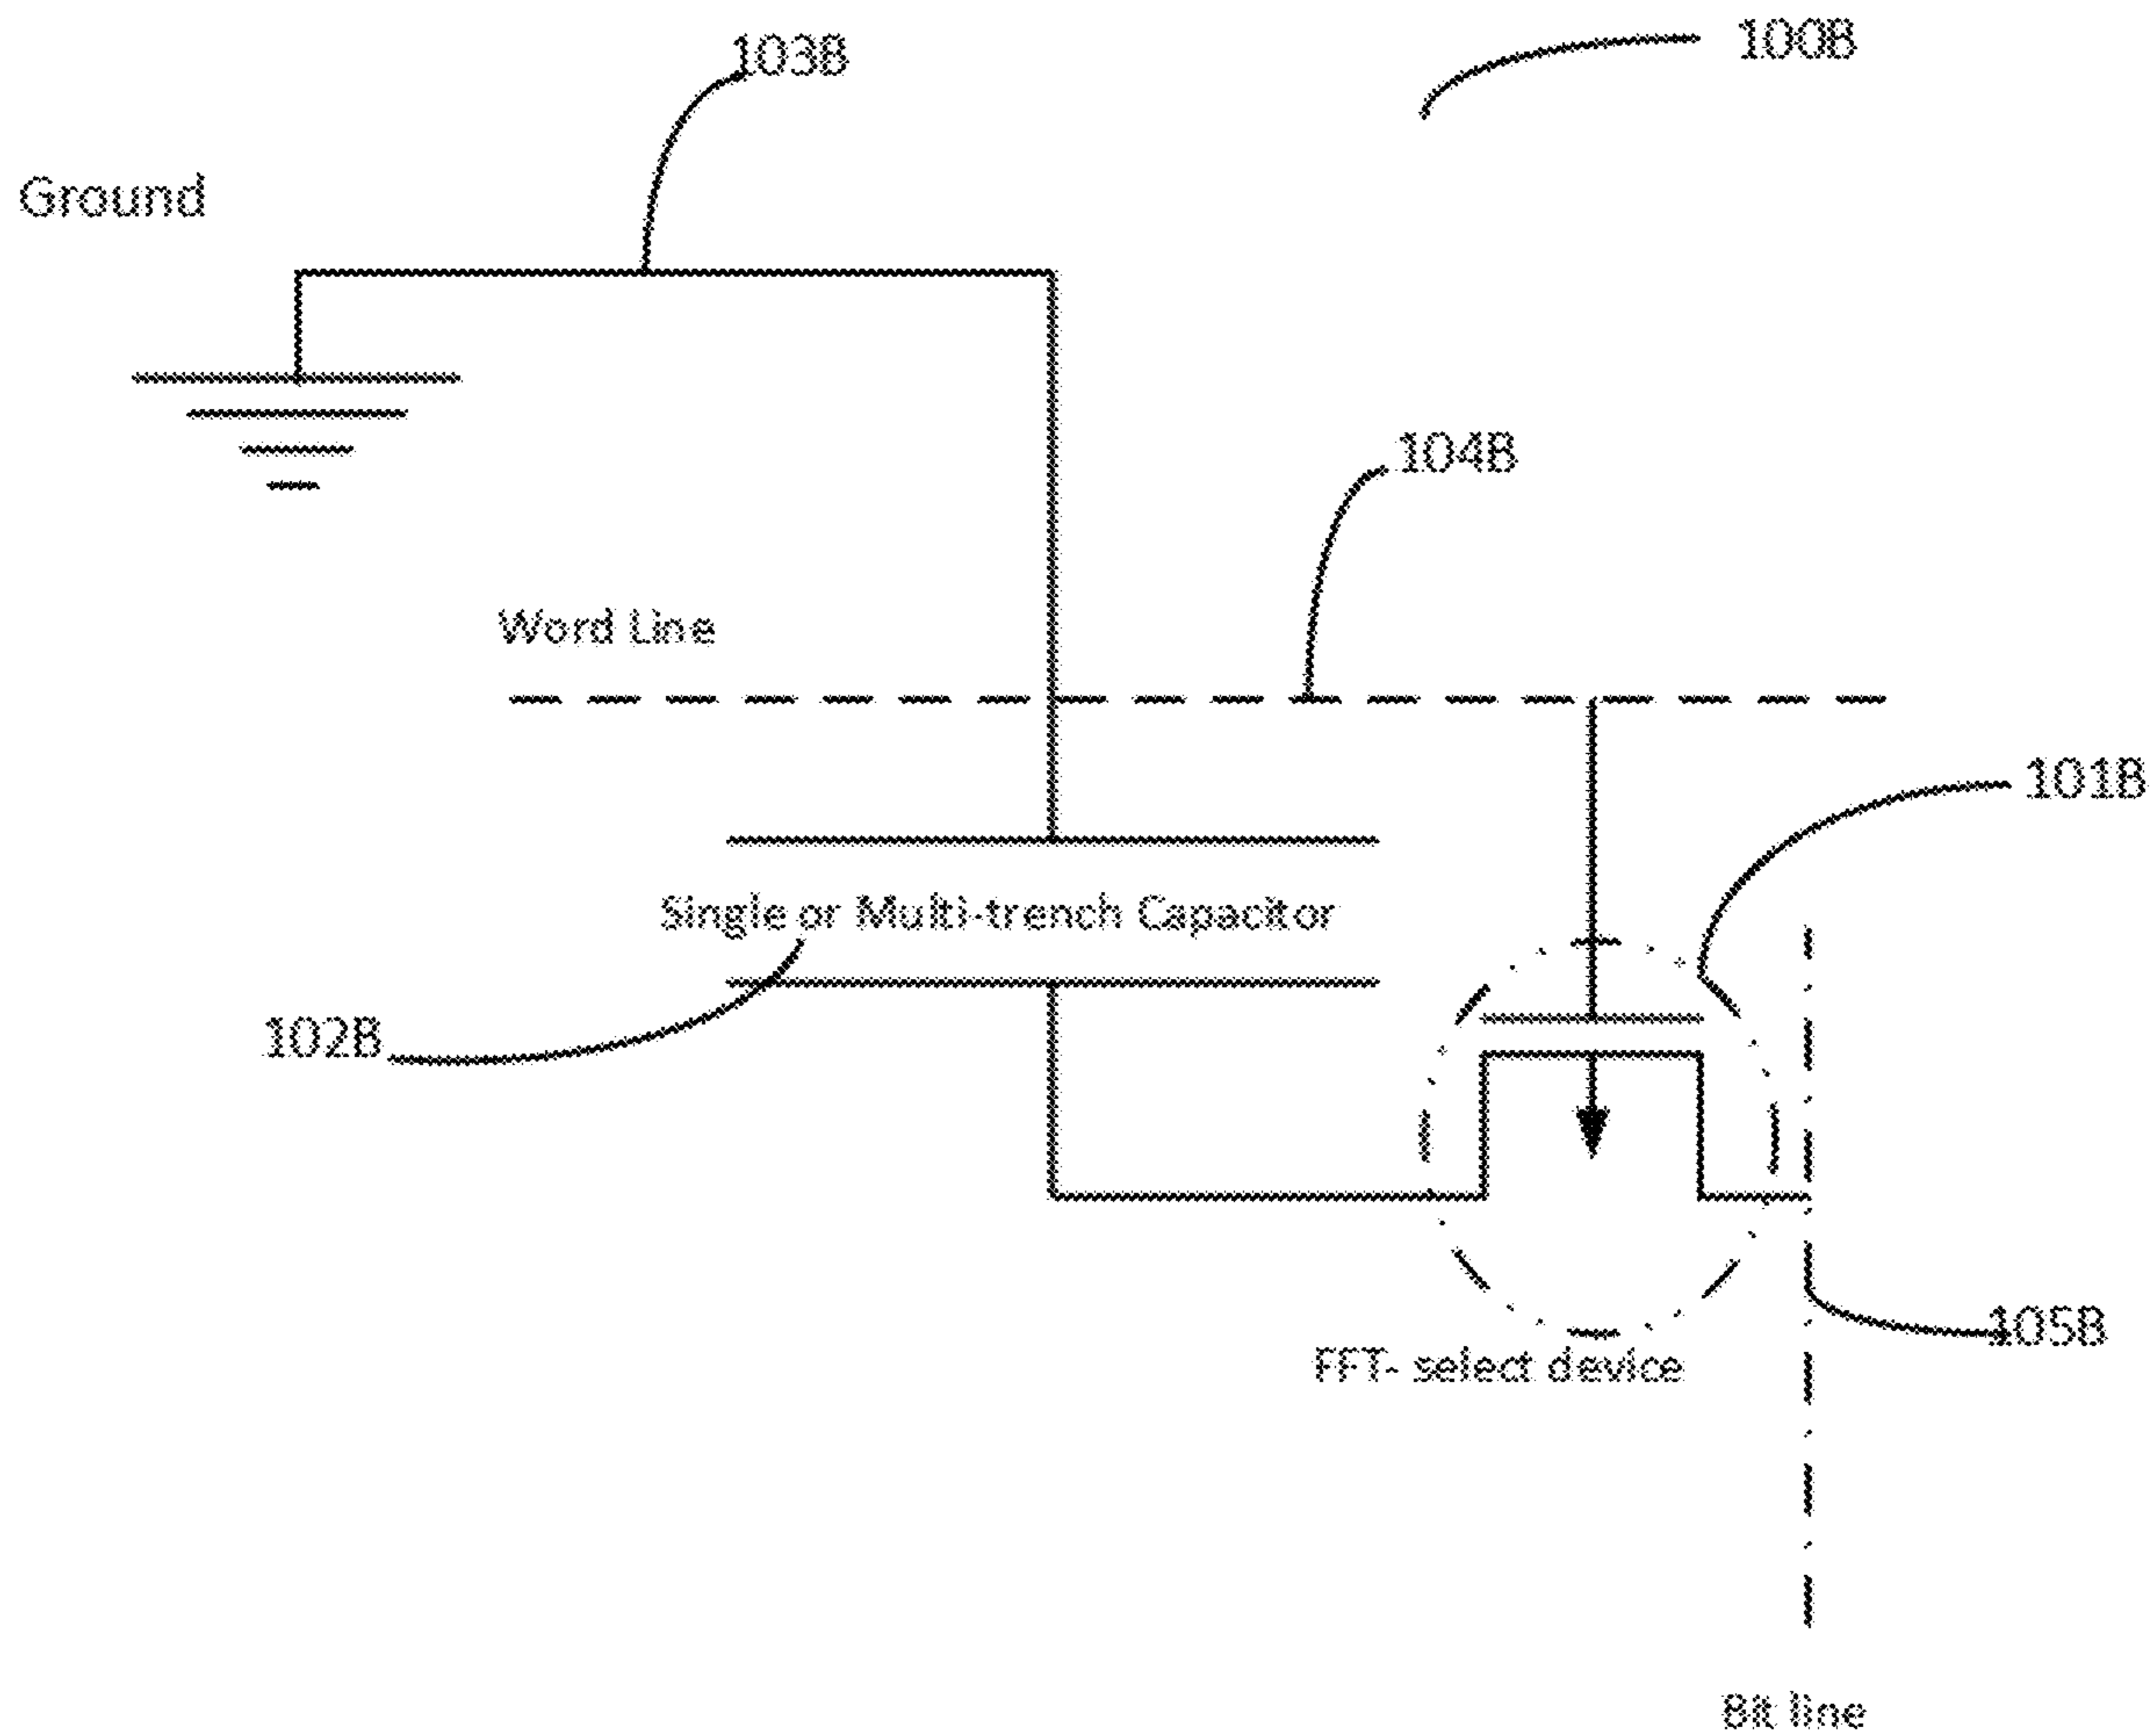 103B
100B
Ground
104B
Word Line
101B
Single or Multi-trench Capacitor
102B
105B
FFT- select device
Bit line